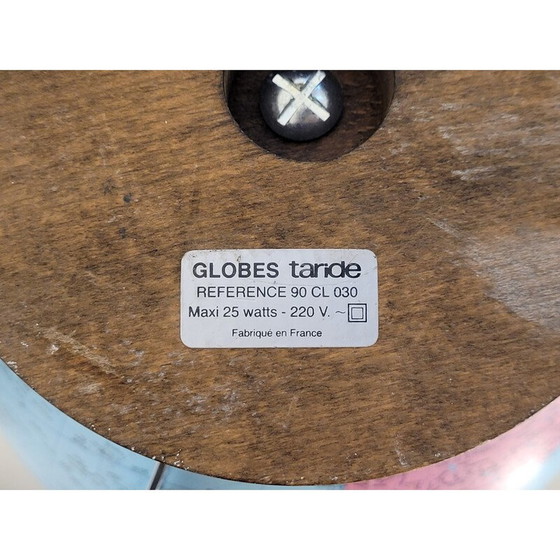 GLOBES taride
REFERENCE 90 CL 030
Maxi 25 watts - 220 V. ~
Fabriqué en France